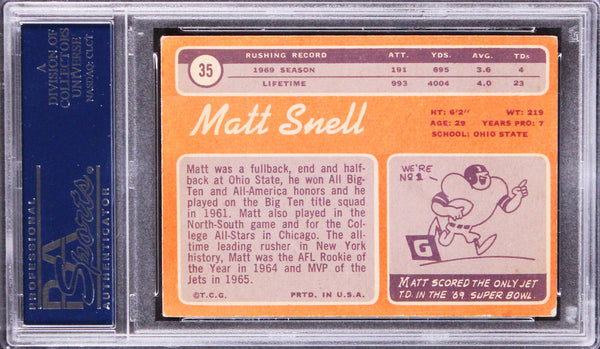 A
DIVISION OF
COLLECTORS
UNIVERSE
NASDAQ: CLCT
PROFESSIONAL
PSA
Sports
AUTHENTICATOR
35
RUSHING RECORD ATT. YDS. AVG. TDs
1969 SEASON 191 695 3.6 4
LIFETIME 993 4004 4.0 23
Matt Snell
HT: 6'2" WT: 219
AGE: 29 YEARS PRO: 7
SCHOOL: OHIO STATE
Matt was a fullback, end and half-
back at Ohio State, he won All Big-
Ten and All-America honors and he
played on the Big Ten title squad
in 1961. Matt also played in the
North-South game and for the Col-
lege All-Stars in Chicago. The all-
time leading rusher in New York
history, Matt was the AFL Rookie of
the Year in 1964 and MVP of the
Jets in 1965.
©T.C.G. PRTD. IN U.S.A.
WE'RE
NO 1
G
MATT SCORED THE ONLY JET
T.D. IN THE '69 SUPER BOWL.